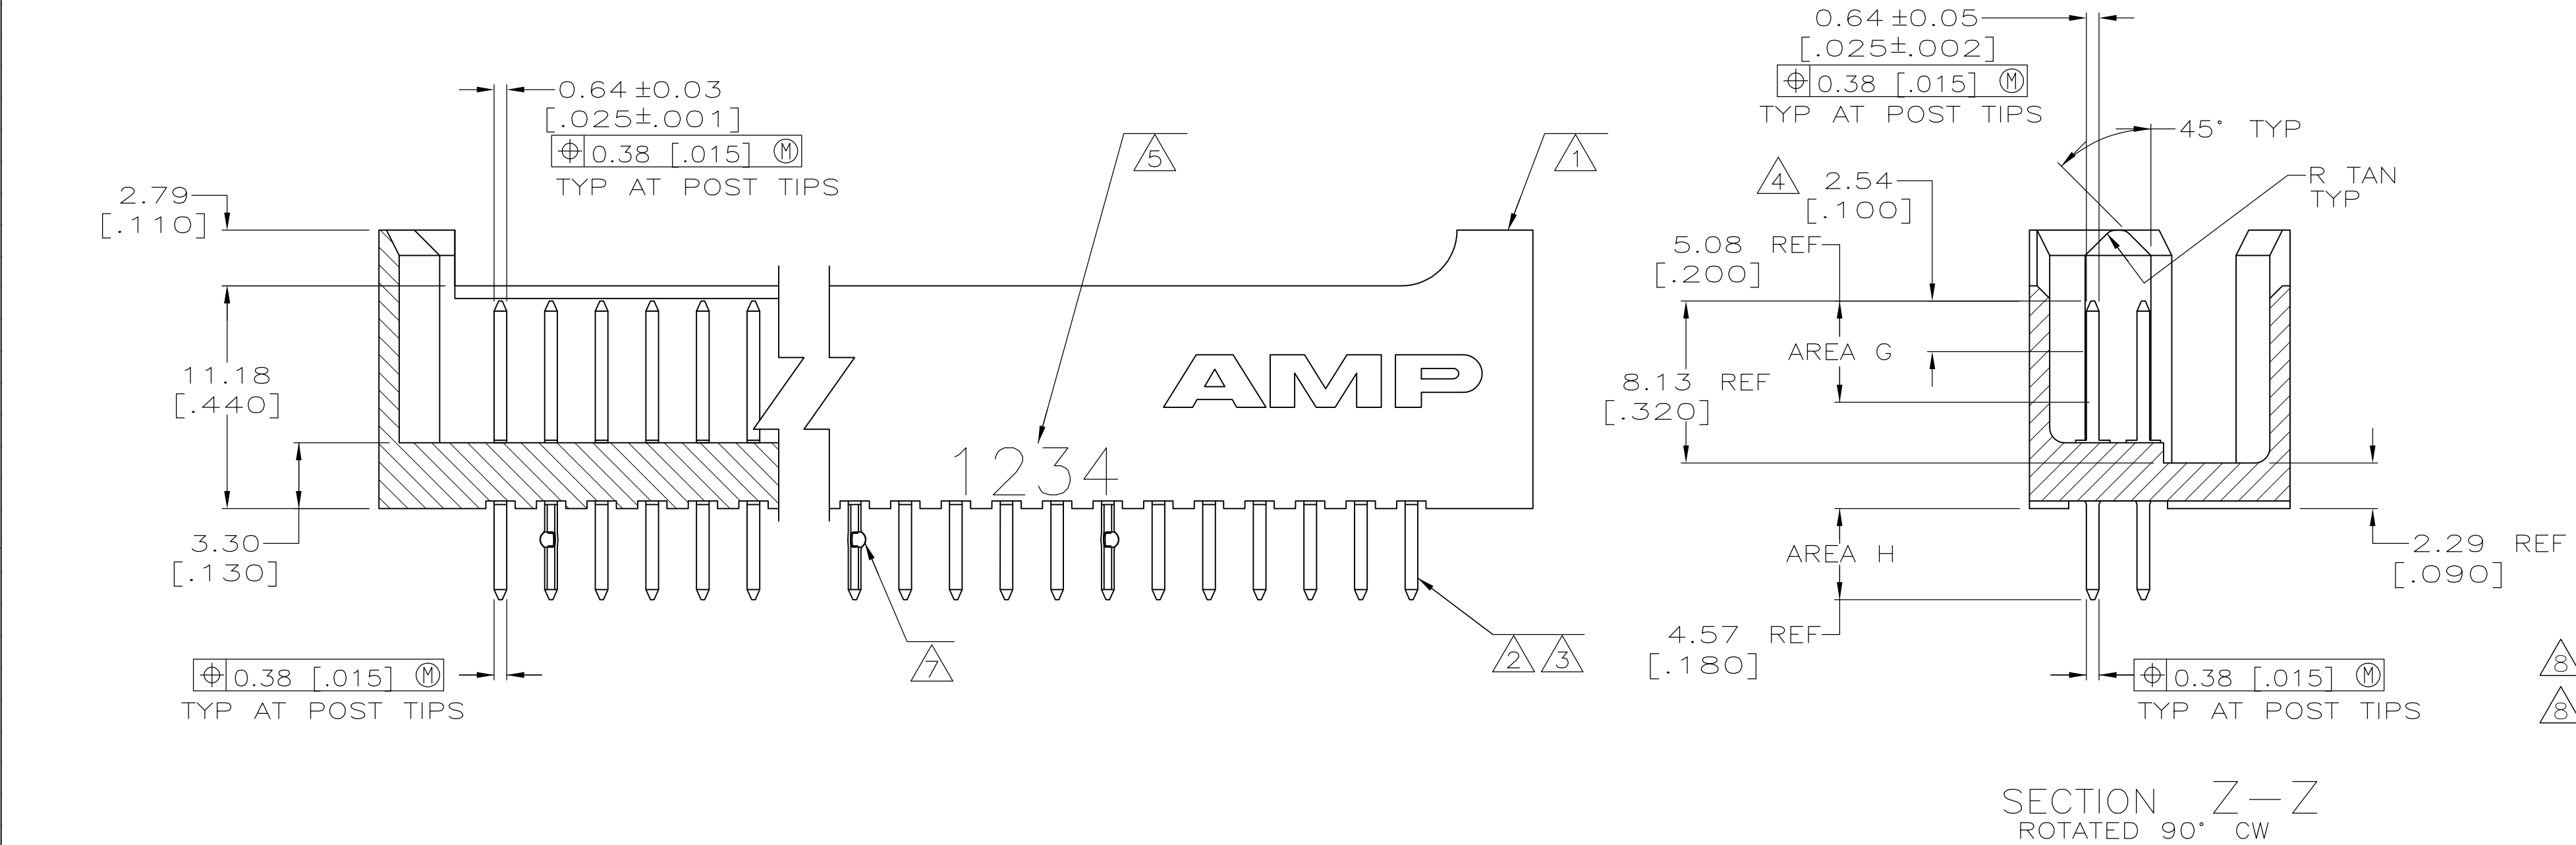 0.64±0.03
[.025±.001]
⌖ 0.38 [.015] Ⓜ
TYP AT POST TIPS
2.79
[.110]
11.18
[.440]
3.30
[.130]
⌖ 0.38 [.015] Ⓜ
TYP AT POST TIPS
5
1
AMP
1234
7
2 3
0.64±0.05
[.025±.002]
⌖ 0.38 [.015] Ⓜ
TYP AT POST TIPS
45° TYP
R TAN
TYP
4 2.54
[.100]
5.08 REF
[.200]
AREA G
8.13 REF
[.320]
AREA H
4.57 REF
[.180]
2.29 REF
[.090]
⌖ 0.38 [.015] Ⓜ
TYP AT POST TIPS
8
8
SECTION Z-Z
ROTATED 90° CW